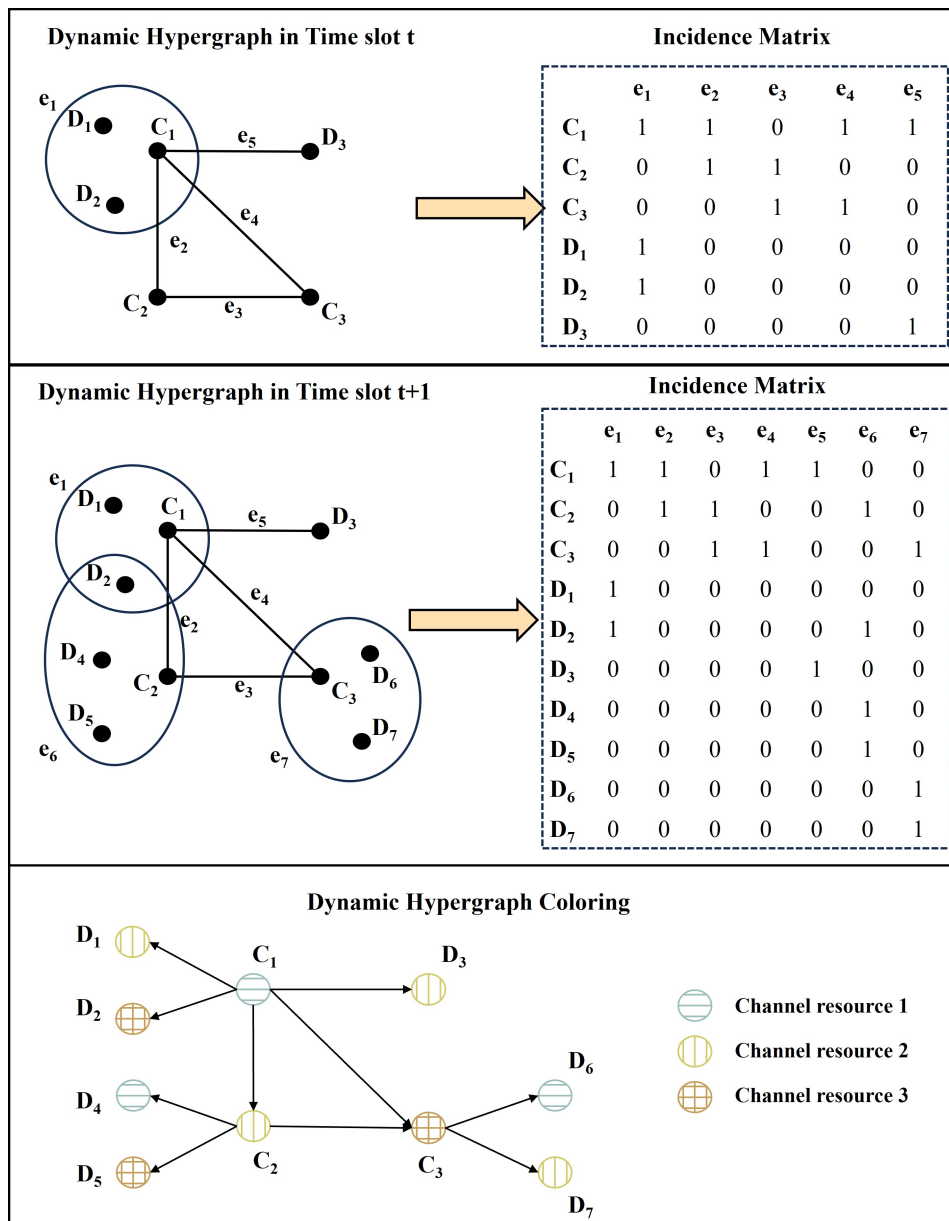 Dynamic Hypergraph in Time slot t
e1
D1
C1
e5
D3
D2
e4
e2
C2
e3
C3
Incidence Matrix
e1 e2 e3 e4 e5
C1 1 1 0 1 1
C2 0 1 1 0 0
C3 0 0 1 1 0
D1 1 0 0 0 0
D2 1 0 0 0 0
D3 0 0 0 0 1
Dynamic Hypergraph in Time slot t+1
e1
D1
C1
e5
D3
D2
e2
e4
D4
C2
e3
C3
D6
D5
D7
e6
e7
Incidence Matrix
e1 e2 e3 e4 e5 e6 e7
C1 1 1 0 1 1 0 0
C2 0 1 1 0 0 1 0
C3 0 0 1 1 0 0 1
D1 1 0 0 0 0 0 0
D2 1 0 0 0 0 1 0
D3 0 0 0 0 1 0 0
D4 0 0 0 0 0 1 0
D5 0 0 0 0 0 1 0
D6 0 0 0 0 0 0 1
D7 0 0 0 0 0 0 1
Dynamic Hypergraph Coloring
D1
C1
D3
D2
D4
D6
C2
C3
D5
D7
Channel resource 1
Channel resource 2
Channel resource 3